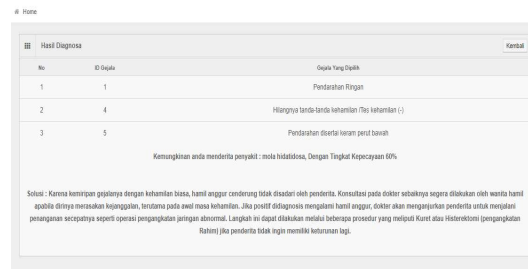 Home
Hasil Diagnosa
Kembali
No ID Gejala Gejala Yang Dipilih
1 1 Pendarahan Ringan
2 4 Hilangnya tanda-tanda kehamilan /Tes kehamilan (-)
3 5 Pendarahan disertai keram perut bawah
Kemungkinan anda menderita penyakit : mola hidatidosa, Dengan Tingkat Kepecayaan 60%
Solusi : Karena kemiripan gejalanya dengan kehamilan biasa, hamil anggur cenderung tidak disadari oleh penderita. Konsultasi pada dokter sebaiknya segera dilakukan oleh wanita hamil
apabila dirinya merasakan kejanggalan, terutama pada awal masa kehamilan. Jika positif didiagnosis mengalami hamil anggur, dokter akan menganjurkan penderita untuk menjalani
penanganan secepatnya seperti operasi pengangkatan jaringan abnormal. Langkah ini dapat dilakukan melalui beberapa prosedur yang meliputi Kuret atau Histerektomi (pengangkatan
Rahim) jika penderita tidak ingin memiliki keturunan lagi.